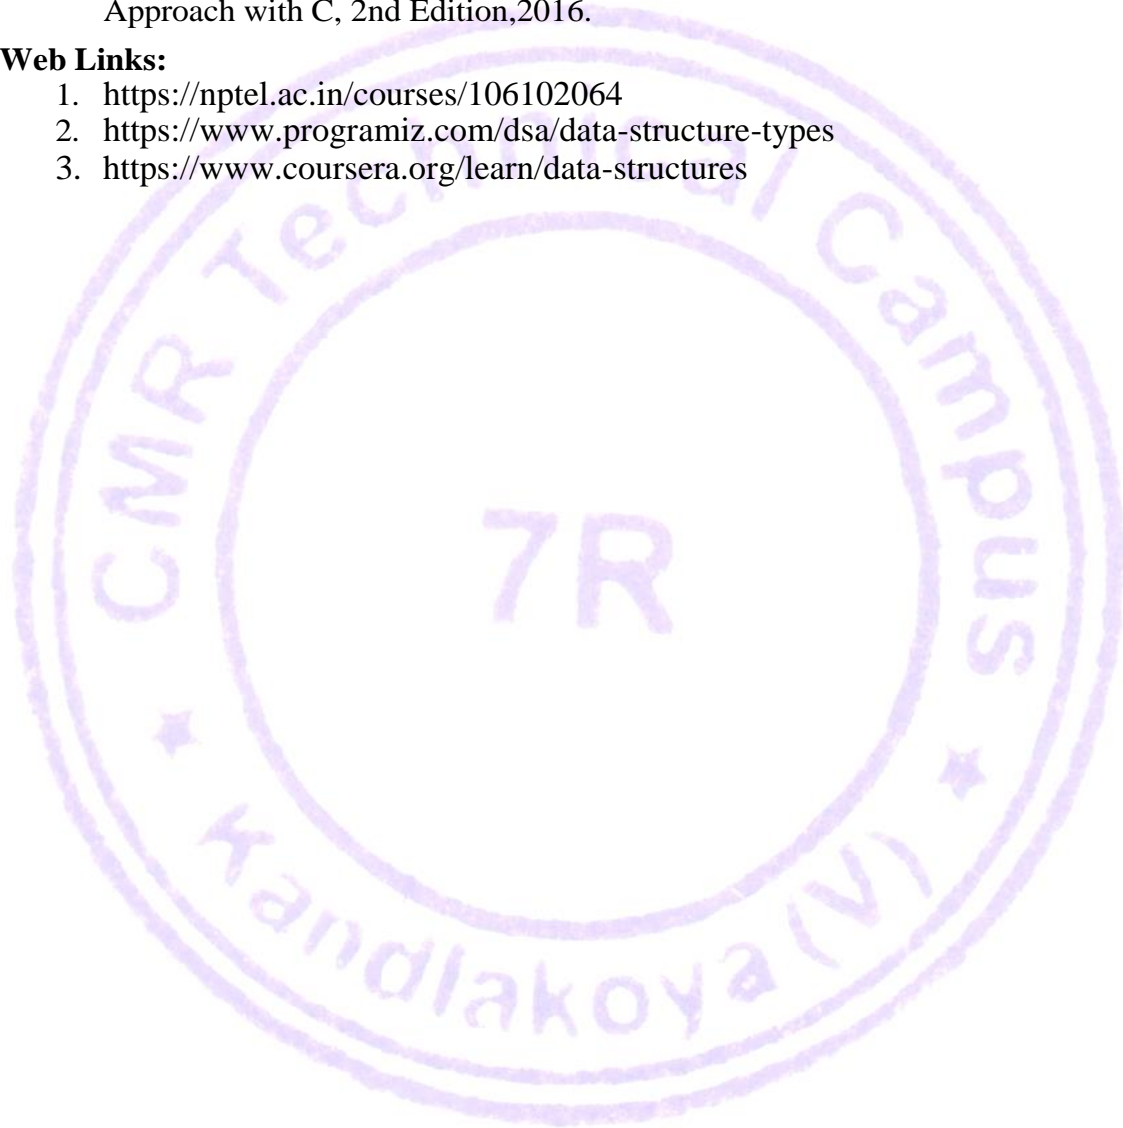 Approach with C, 2nd Edition,2016.
Web Links:
1. https://nptel.ac.in/courses/106102064
2. https://www.programiz.com/dsa/data-structure-types
3. https://www.coursera.org/learn/data-structures
CMR Technical Campus
7R
Kandlakoya (V)